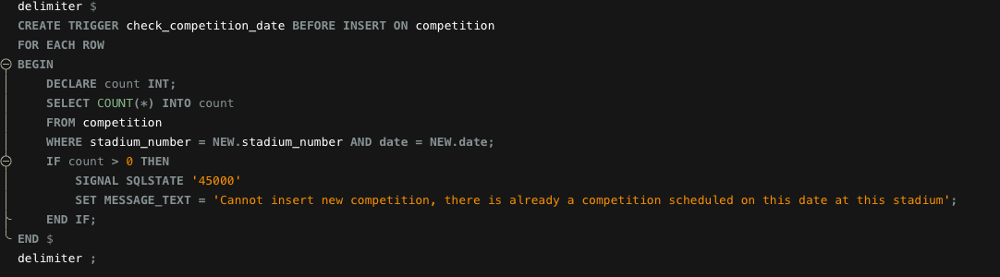 delimiter $
CREATE TRIGGER check_competition_date BEFORE INSERT ON competition
FOR EACH ROW
BEGIN
    DECLARE count INT;
    SELECT COUNT(*) INTO count
    FROM competition
    WHERE stadium_number = NEW.stadium_number AND date = NEW.date;
    IF count > 0 THEN
        SIGNAL SQLSTATE '45000'
        SET MESSAGE_TEXT = 'Cannot insert new competition, there is already a competition scheduled on this date at this stadium';
    END IF;
END $
delimiter ;